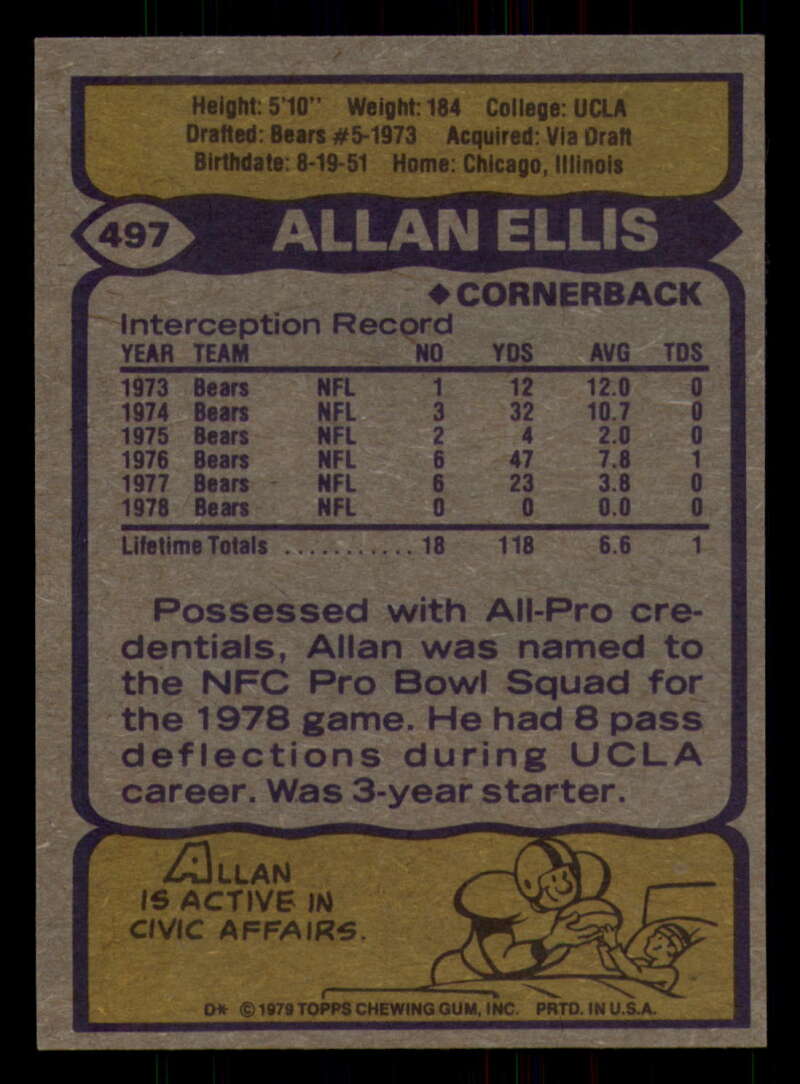 Height: 5'10" Weight: 184 College: UCLA
Drafted: Bears #5-1973 Acquired: Via Draft
Birthdate: 8-19-51 Home: Chicago, Illinois
497 ALLAN ELLIS
◆ CORNERBACK
Interception Record
YEAR TEAM NO YDS AVG TDS
1973 Bears NFL 1 12 12.0 0
1974 Bears NFL 3 32 10.7 0
1975 Bears NFL 2 4 2.0 0
1976 Bears NFL 6 47 7.8 1
1977 Bears NFL 6 23 3.8 0
1978 Bears NFL 0 0 0.0 0
Lifetime Totals ........... 18 118 6.6 1
Possessed with All-Pro cre-
dentials, Allan was named to
the NFC Pro Bowl Squad for
the 1978 game. He had 8 pass
deflections during UCLA
career. Was 3-year starter.
ALLAN
IS ACTIVE IN
CIVIC AFFAIRS.
D* © 1979 TOPPS CHEWING GUM, INC. PRTD. IN U.S.A.